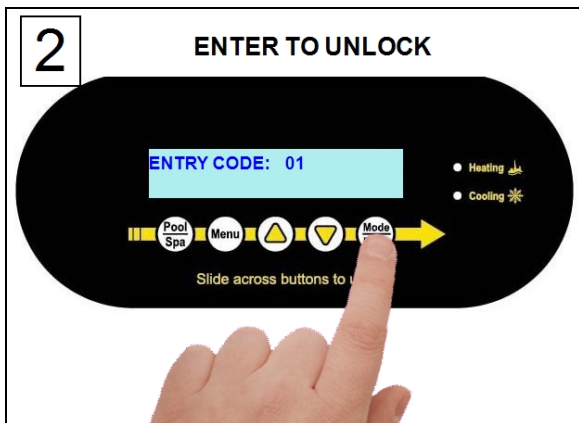 2
ENTER TO UNLOCK
ENTRY CODE: 01
Heating
Cooling
Pool
Spa
Menu
Mode
Slide across buttons to